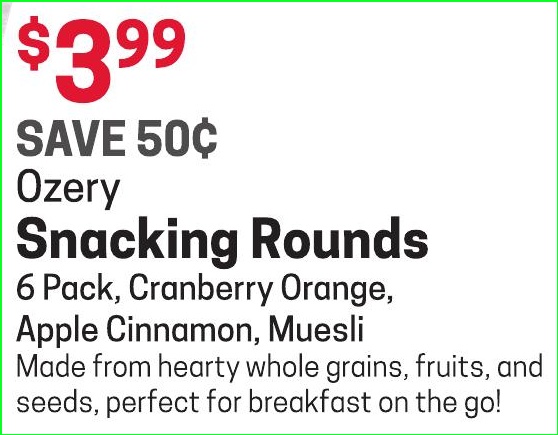 $3.99
SAVE 50¢
Ozery
Snacking Rounds
6 Pack, Cranberry Orange,
Apple Cinnamon, Muesli
Made from hearty whole grains, fruits, and
seeds, perfect for breakfast on the go!